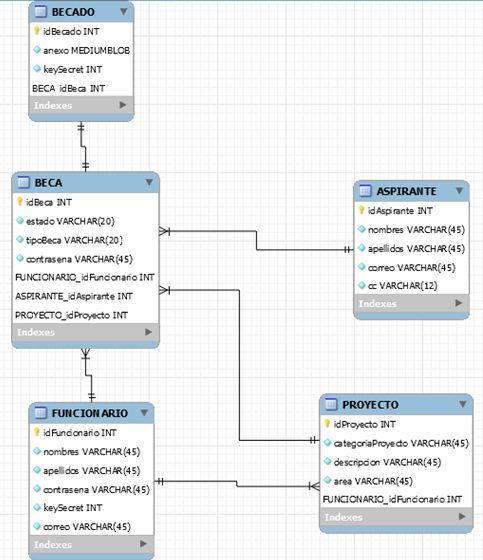 BECADO
idBecado INT
anexo MEDIUMBLOB
keySecret INT
BECA_idBeca INT
Indexes
BECA
idBeca INT
estado VARCHAR(20)
tipoBeca VARCHAR(20)
contrasena VARCHAR(45)
FUNCIONARIO_idFuncionario INT
ASPIRANTE_idAspirante INT
PROYECTO_idProyecto INT
Indexes
ASPIRANTE
idAspirante INT
nombres VARCHAR(45)
apellidos VARCHAR(45)
correo VARCHAR(45)
cc VARCHAR(12)
Indexes
FUNCIONARIO
idFuncionario INT
nombres VARCHAR(45)
apellidos VARCHAR(45)
contrasena VARCHAR(45)
keySecret INT
correo VARCHAR(45)
Indexes
PROYECTO
idProyecto INT
categoriaProyecto VARCHAR(45)
descripcion VARCHAR(45)
area VARCHAR(45)
FUNCIONARIO_idFuncionario INT
Indexes